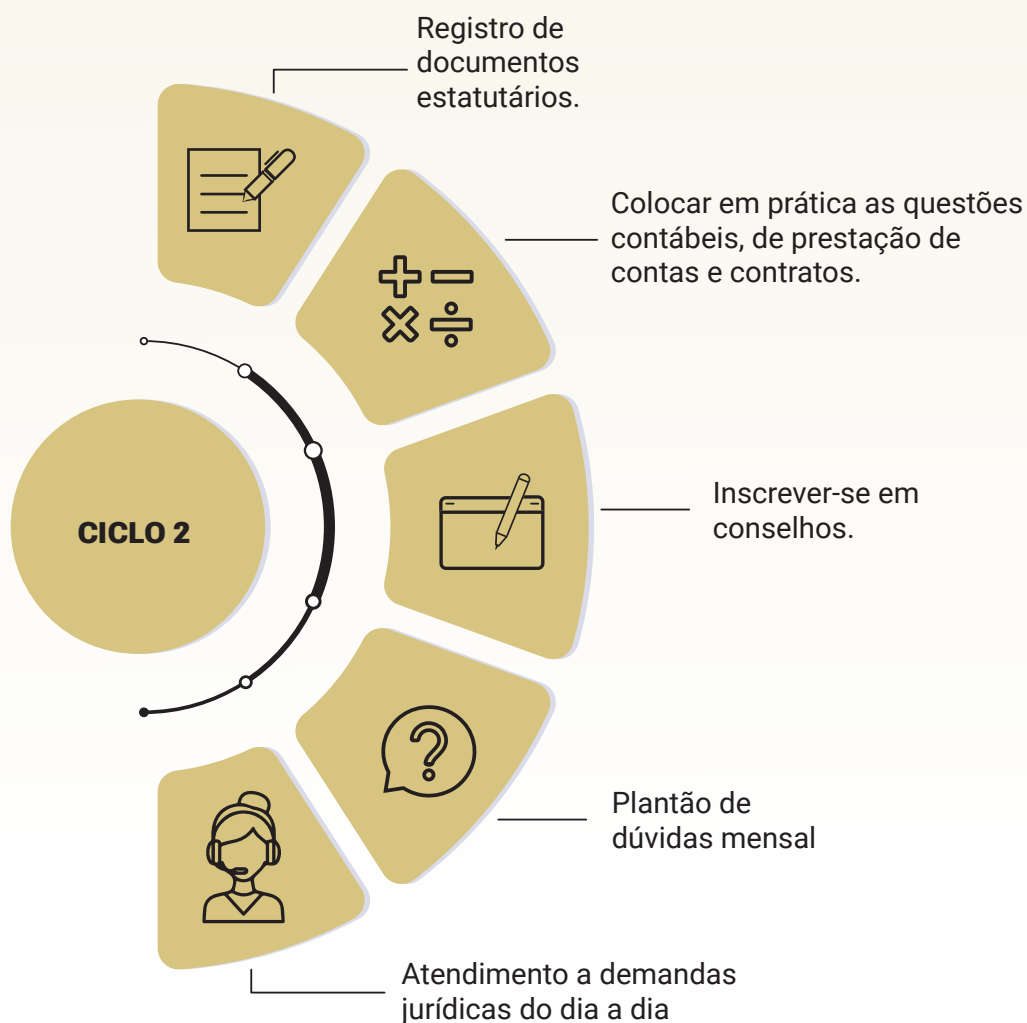 Registro de
documentos
estatutários.
Colocar em prática as questões
contábeis, de prestação de
contas e contratos.
Inscrever-se em
conselhos.
CICLO 2
Plantão de
dúvidas mensal
Atendimento a demandas
jurídicas do dia a dia